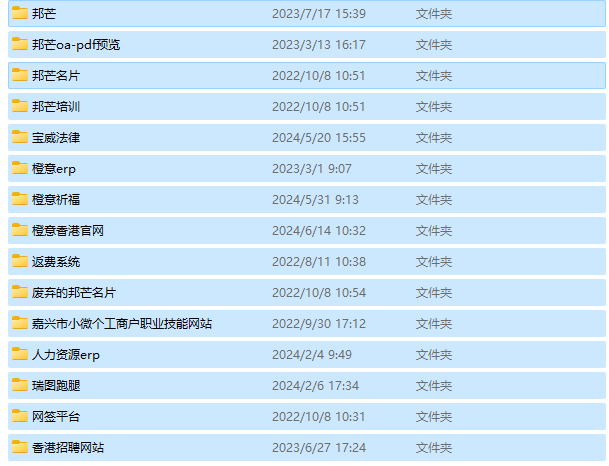 邦芒 2023/7/17 15:39 文件夹
邦芒oa-pdf预览 2023/3/13 16:17 文件夹
邦芒名片 2022/10/8 10:51 文件夹
邦芒培训 2022/10/8 10:51 文件夹
宝威法律 2024/5/20 15:55 文件夹
橙意erp 2023/3/1 9:07 文件夹
橙意祈福 2024/5/31 9:13 文件夹
橙意香港官网 2024/6/14 10:32 文件夹
返费系统 2022/8/11 10:38 文件夹
废弃的邦芒名片 2022/10/8 10:54 文件夹
嘉兴市小微个工商户职业技能网站 2022/9/30 17:12 文件夹
人力资源erp 2024/2/4 9:49 文件夹
瑞图跑腿 2024/2/6 17:34 文件夹
网签平台 2022/10/8 10:31 文件夹
香港招聘网站 2023/6/27 17:24 文件夹